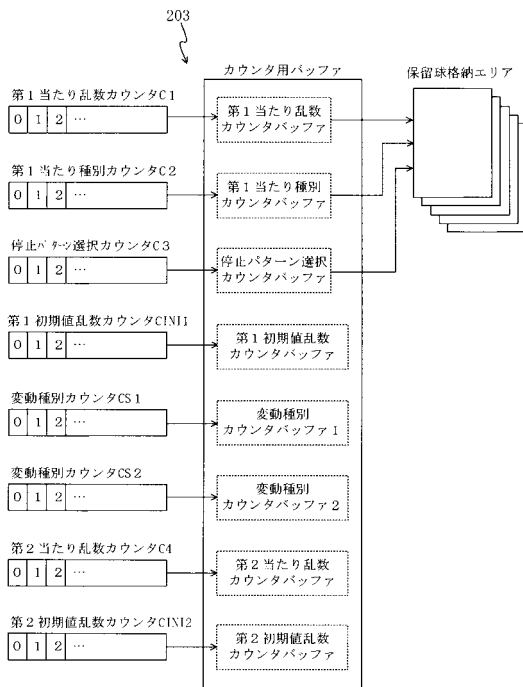 203
カウンタ用バッファ
保留球格納エリア
第1当たり乱数カウンタC1
0 1 2 …
第1当たり乱数
カウンタバッファ
第1当たり種別カウンタC2
0 1 2 …
第1当たり種別
カウンタバッファ
停止パターン選択カウンタC3
0 1 2 …
停止パターン選択
カウンタバッファ
第1初期値乱数カウンタCINI1
0 1 2 …
第1初期値乱数
カウンタバッファ
変動種別カウンタCS1
0 1 2 …
変動種別
カウンタバッファ1
変動種別カウンタCS2
0 1 2 …
変動種別
カウンタバッファ2
第2当たり乱数カウンタC4
0 1 2 …
第2当たり乱数
カウンタバッファ
第2初期値乱数カウンタCINI2
0 1 2 …
第2初期値乱数
カウンタバッファ